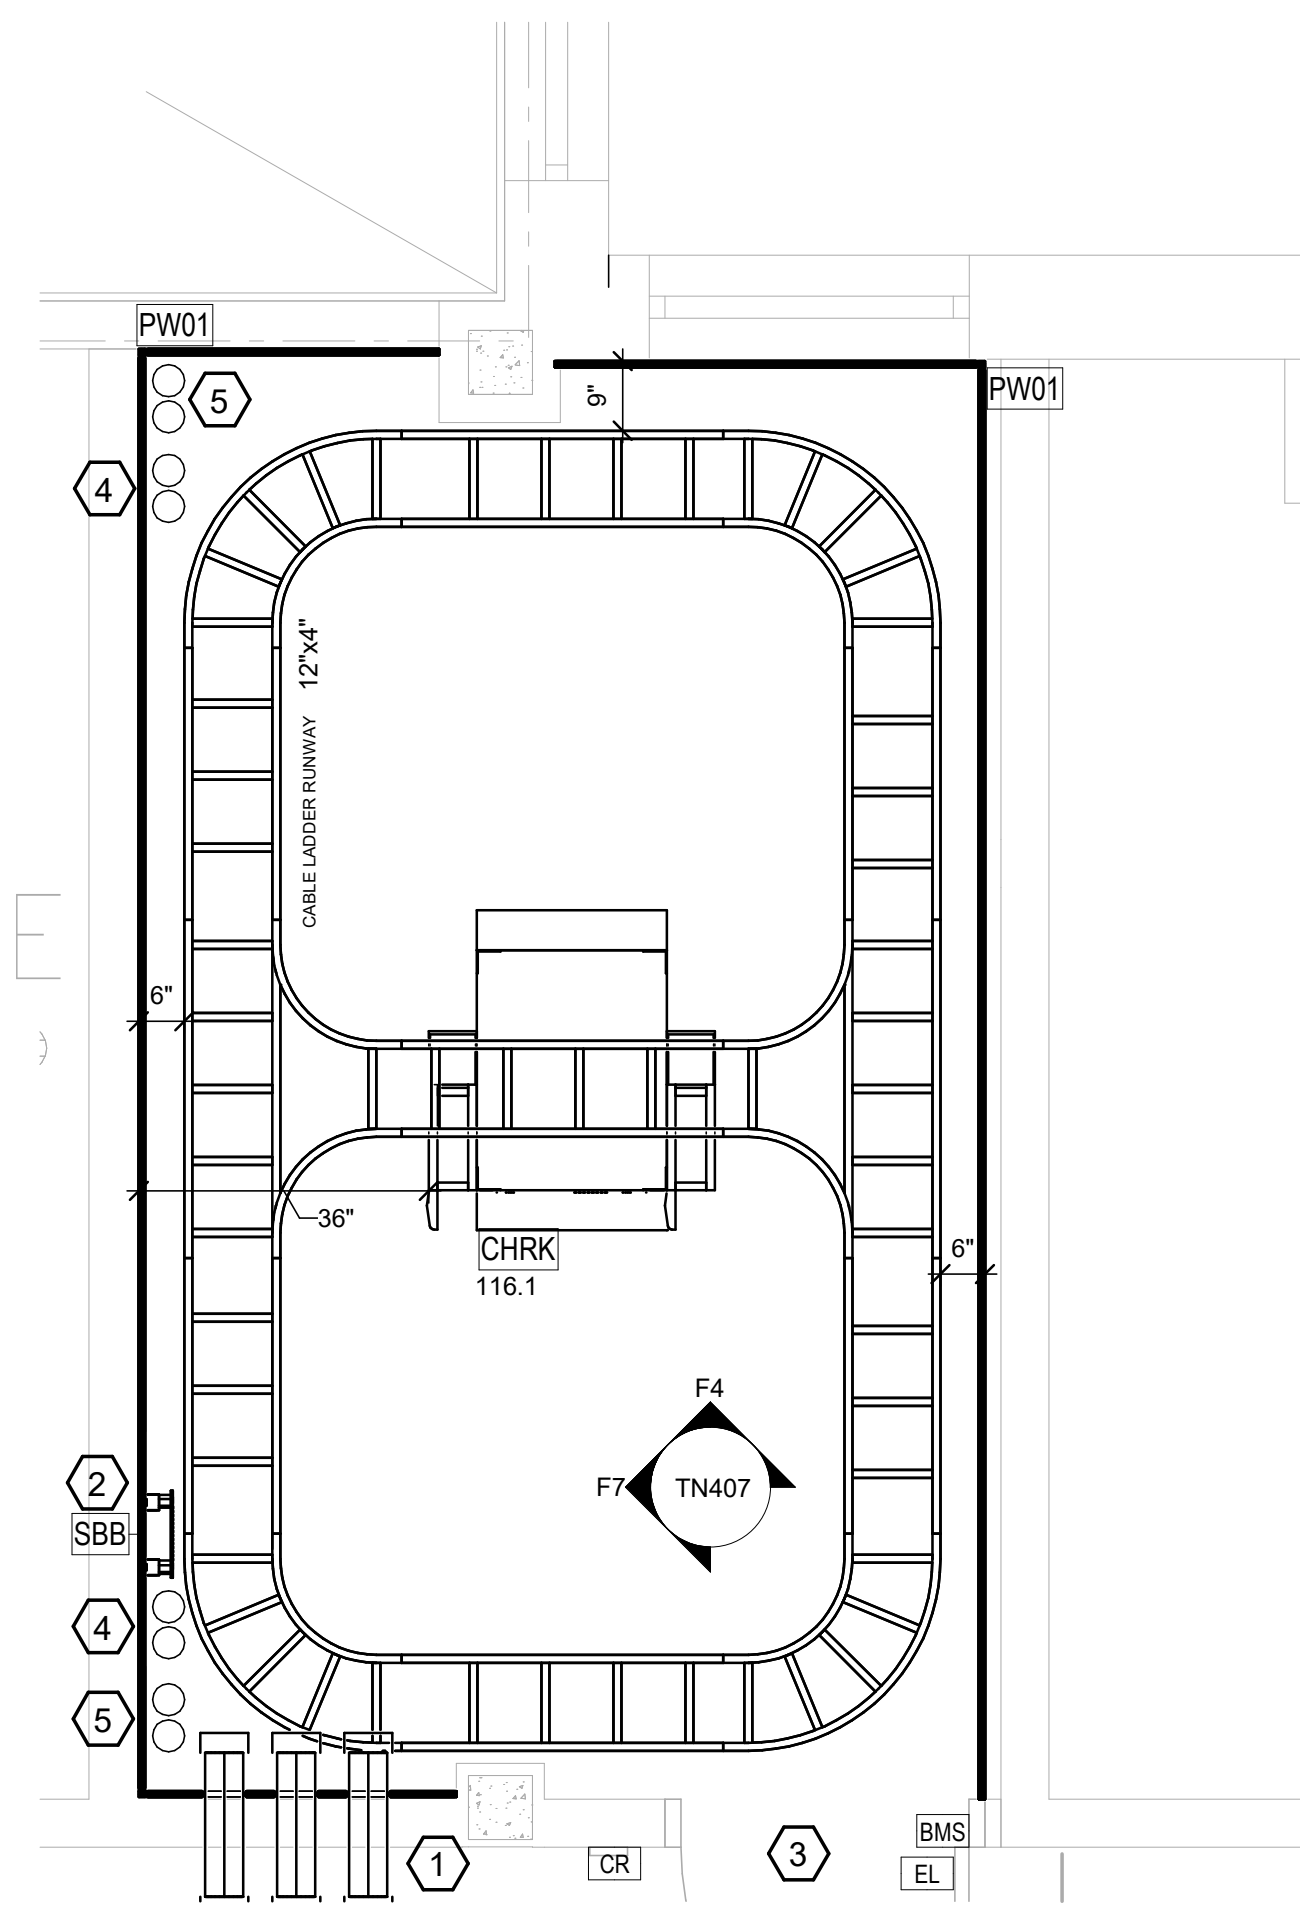 PW01
PW01
5
9"
4
12"x4"
CABLE LADDER RUNWAY
6"
36"
CHRK
116.1
6"
F4
F7
TN407
2
SBB
4
5
1
CR
3
BMS
EL